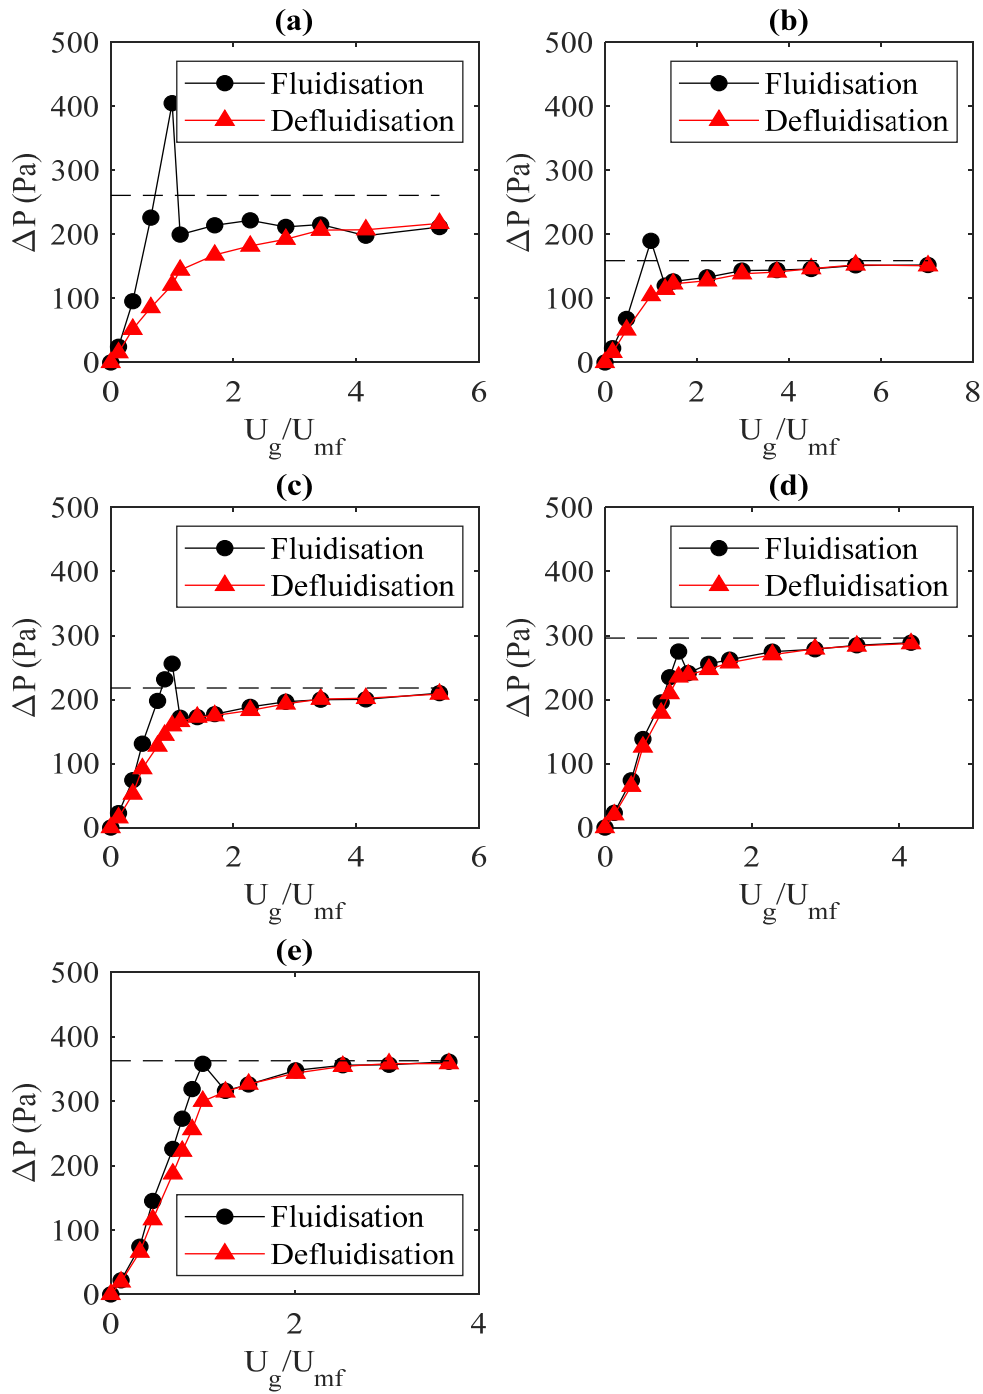 (a)
500
400
300
200
100
0
ΔP (Pa)
Fluidisation
Defluidisation
0 2 4 6
U_g/U_mf
(b)
500
400
300
200
100
0
ΔP (Pa)
Fluidisation
Defluidisation
0 2 4 6 8
U_g/U_mf
(c)
500
400
300
200
100
0
ΔP (Pa)
Fluidisation
Defluidisation
0 2 4 6
U_g/U_mf
(d)
500
400
300
200
100
0
ΔP (Pa)
Fluidisation
Defluidisation
0 2 4
U_g/U_mf
(e)
500
400
300
200
100
0
ΔP (Pa)
Fluidisation
Defluidisation
0 2 4
U_g/U_mf